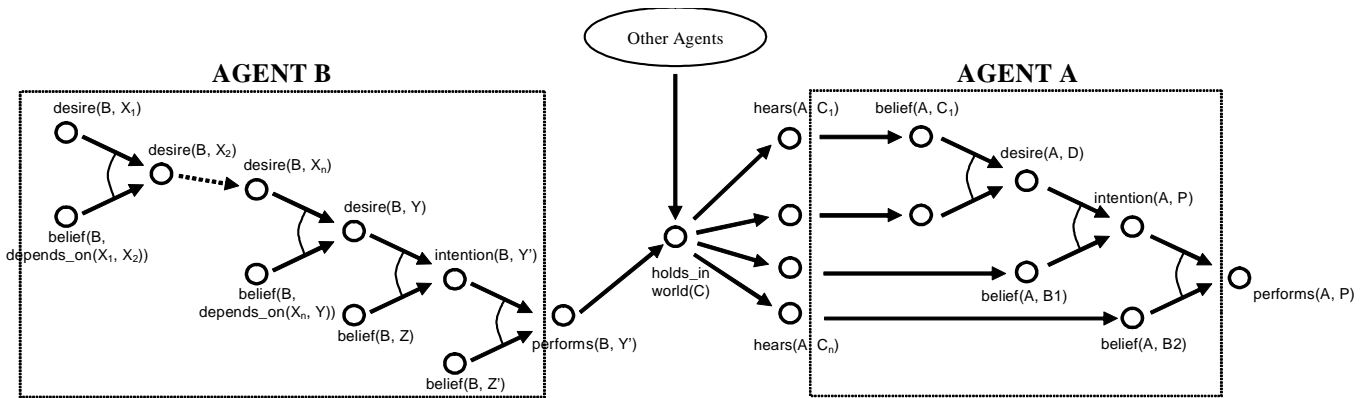 Other Agents
AGENT B
AGENT A
desire(B, X1)
desire(B, X2)
desire(B, Xn)
desire(B, Y)
intention(B, Y')
belief(B,
depends_on(X1, X2))
belief(B,
depends_on(Xn, Y))
belief(B, Z)
belief(B, Z')
performs(B, Y')
holds_in
world(C)
hears(A, C1)
hears(A, Cn)
belief(A, C1)
desire(A, D)
intention(A, P)
belief(A, B1)
belief(A, B2)
performs(A, P)